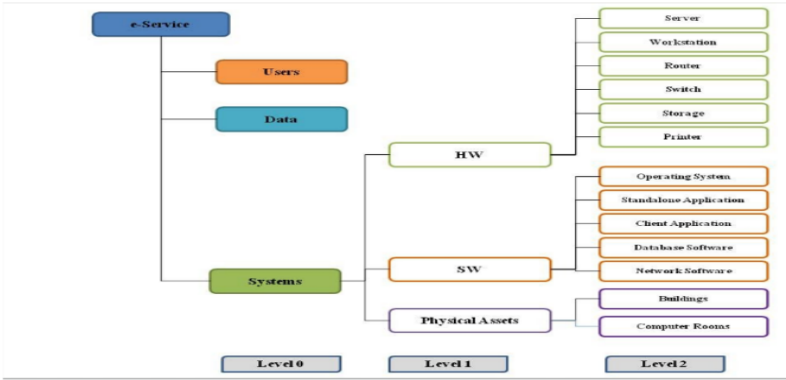 e-Service
Users
Data
Systems
HW
SW
Physical Assets
Server
Workstation
Router
Switch
Storage
Printer
Operating System
Standalone Application
Client Application
Database Software
Network Software
Buildings
Computer Rooms
Level 0
Level 1
Level 2